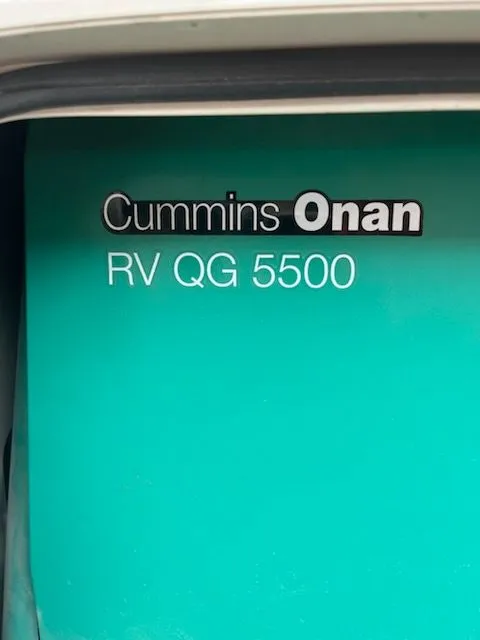 Cummins Onan
RV QG 5500